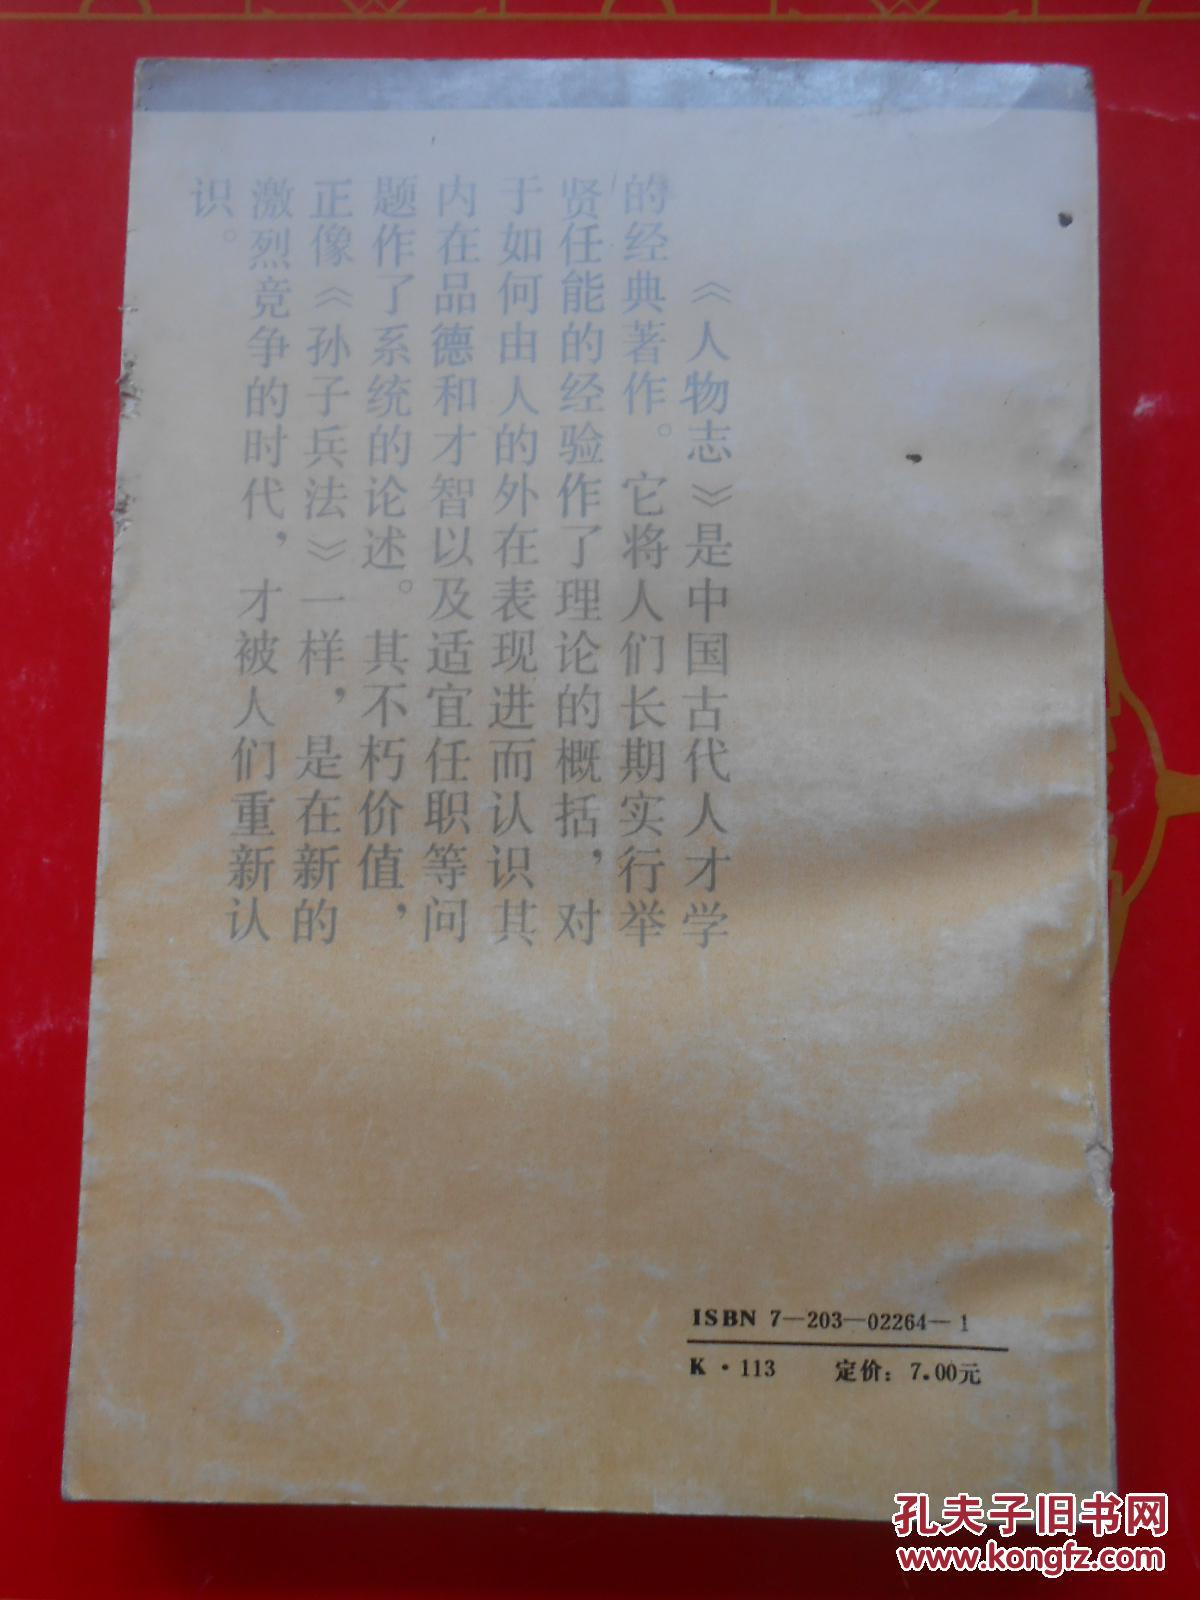 《人物志》是中国古代人才学
的经典著作。它将人们长期实行举
贤任能的经验作了理论的概括，对
于如何由人的外在表现进而认识其
内在品德和才智以及适宜任职等问
题作了系统的论述。其不朽价值，
正像《孙子兵法》一样，是在新的
激烈竞争的时代，才被人们重新认
识。
ISBN 7—203—02264—1
K·113 定价：7.00元
孔夫子旧书网
www.kongfz.com